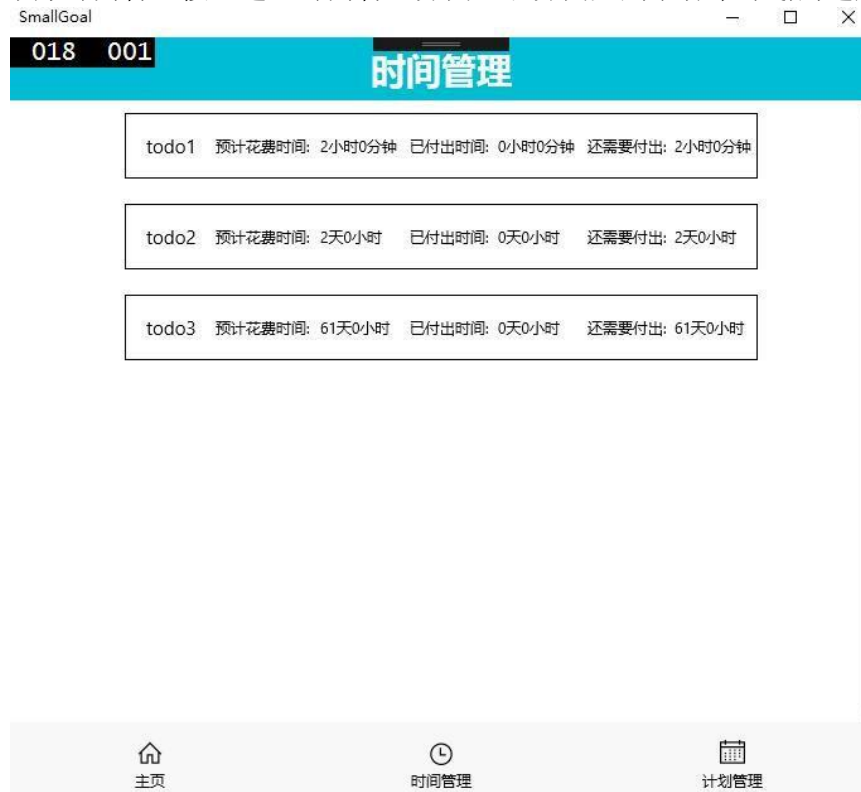 SmallGoal
018 001
时间管理
todo1 预计花费时间: 2小时0分钟 已付出时间: 0小时0分钟 还需要付出: 2小时0分钟
todo2 预计花费时间: 2天0小时 已付出时间: 0天0小时 还需要付出: 2天0小时
todo3 预计花费时间: 61天0小时 已付出时间: 0天0小时 还需要付出: 61天0小时
主页 时间管理 计划管理